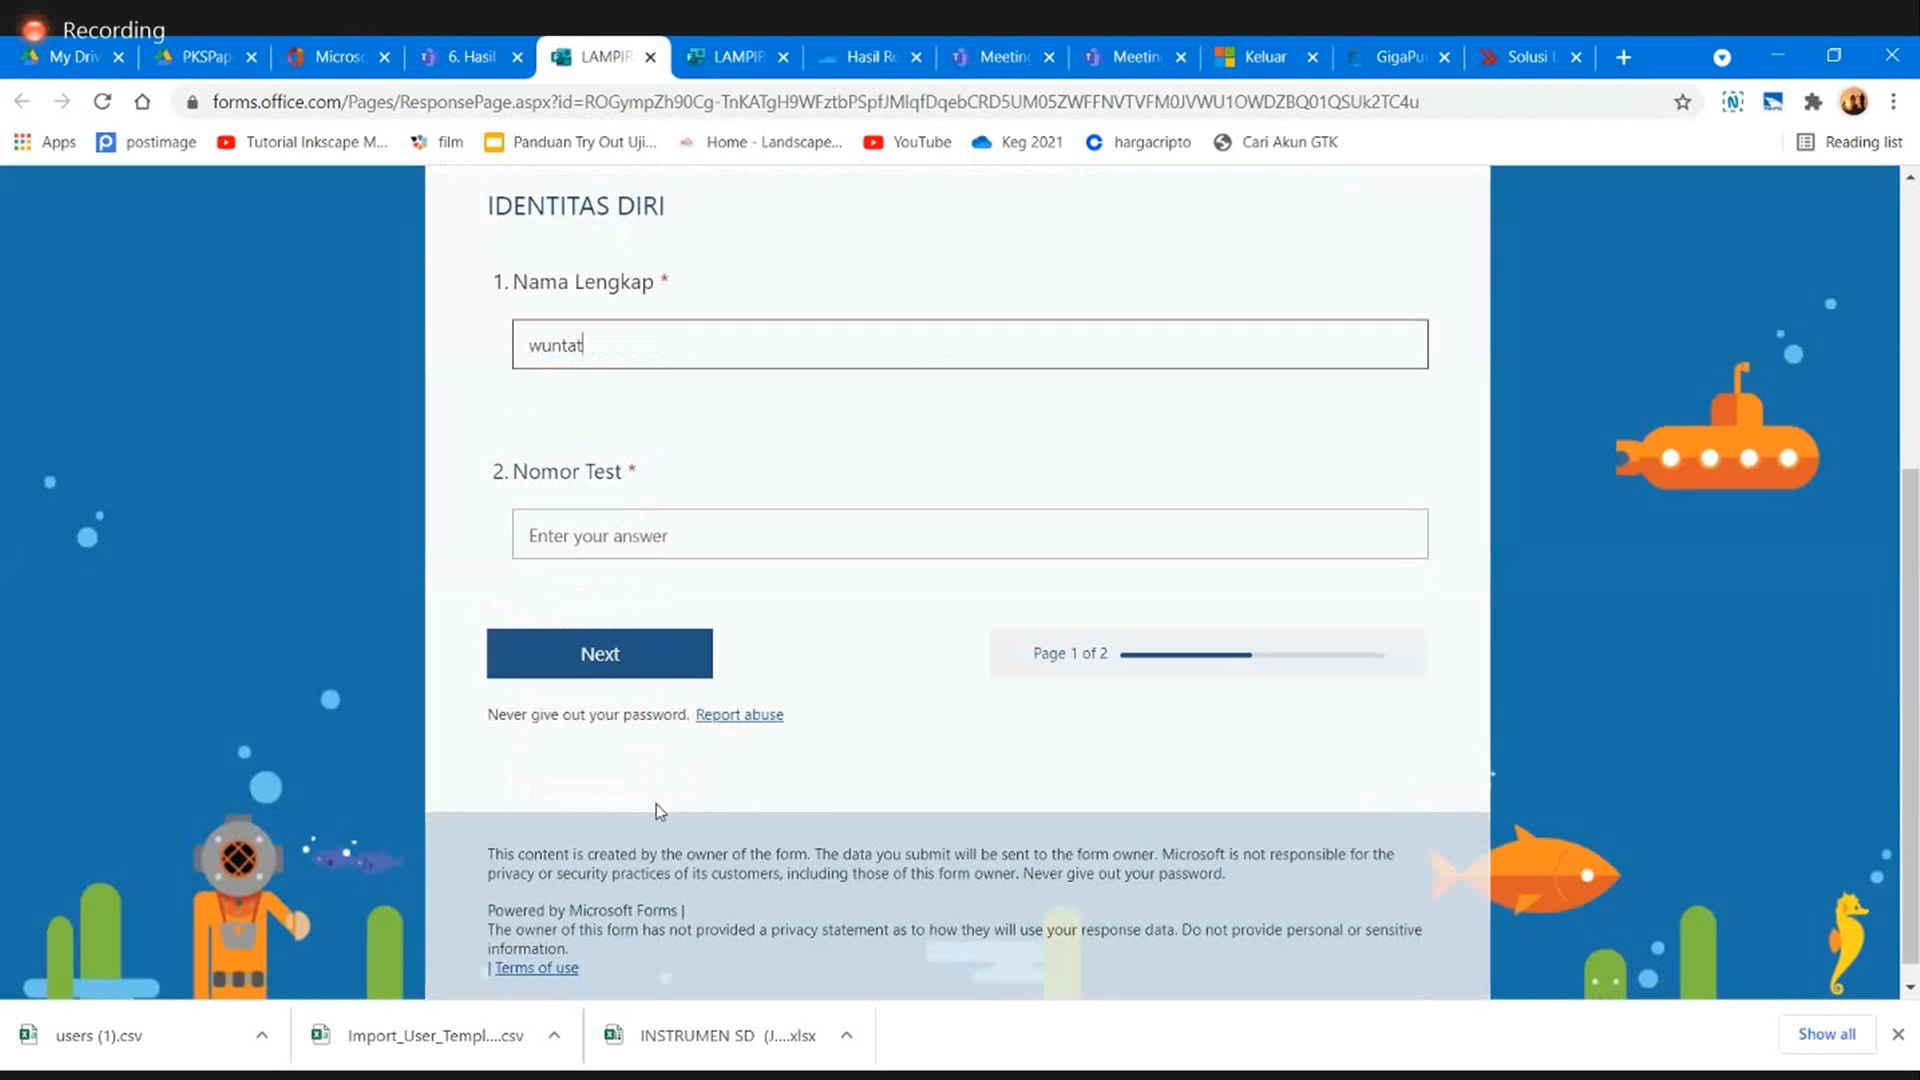 Recording
My Driv
PKSPap
Microso
6. Hasil
LAMPIR
LAMPIR
Hasil Re
Meeting
Meeting
Keluar
GigaPu
Solusi L
forms.office.com/Pages/ResponsePage.aspx?id=ROGympZh90Cg-TnKATgH9WFztbPSpfJMlqfDqebCRD5UM05ZWFFNVTVFM0JVWU1OWDZBQ01QSUk2TC4u
Apps
postimage
Tutorial Inkscape M...
film
Panduan Try Out Uji...
Home - Landscape...
YouTube
Keg 2021
hargacripto
Cari Akun GTK
Reading list
IDENTITAS DIRI
1. Nama Lengkap *
wuntat
2. Nomor Test *
Enter your answer
Next
Page 1 of 2
Never give out your password. Report abuse
This content is created by the owner of the form. The data you submit will be sent to the form owner. Microsoft is not responsible for the
privacy or security practices of its customers, including those of this form owner. Never give out your password.
Powered by Microsoft Forms |
The owner of this form has not provided a privacy statement as to how they will use your response data. Do not provide personal or sensitive
information.
| Terms of use
users (1).csv
Import_User_Templ....csv
INSTRUMEN SD (J....xlsx
Show all